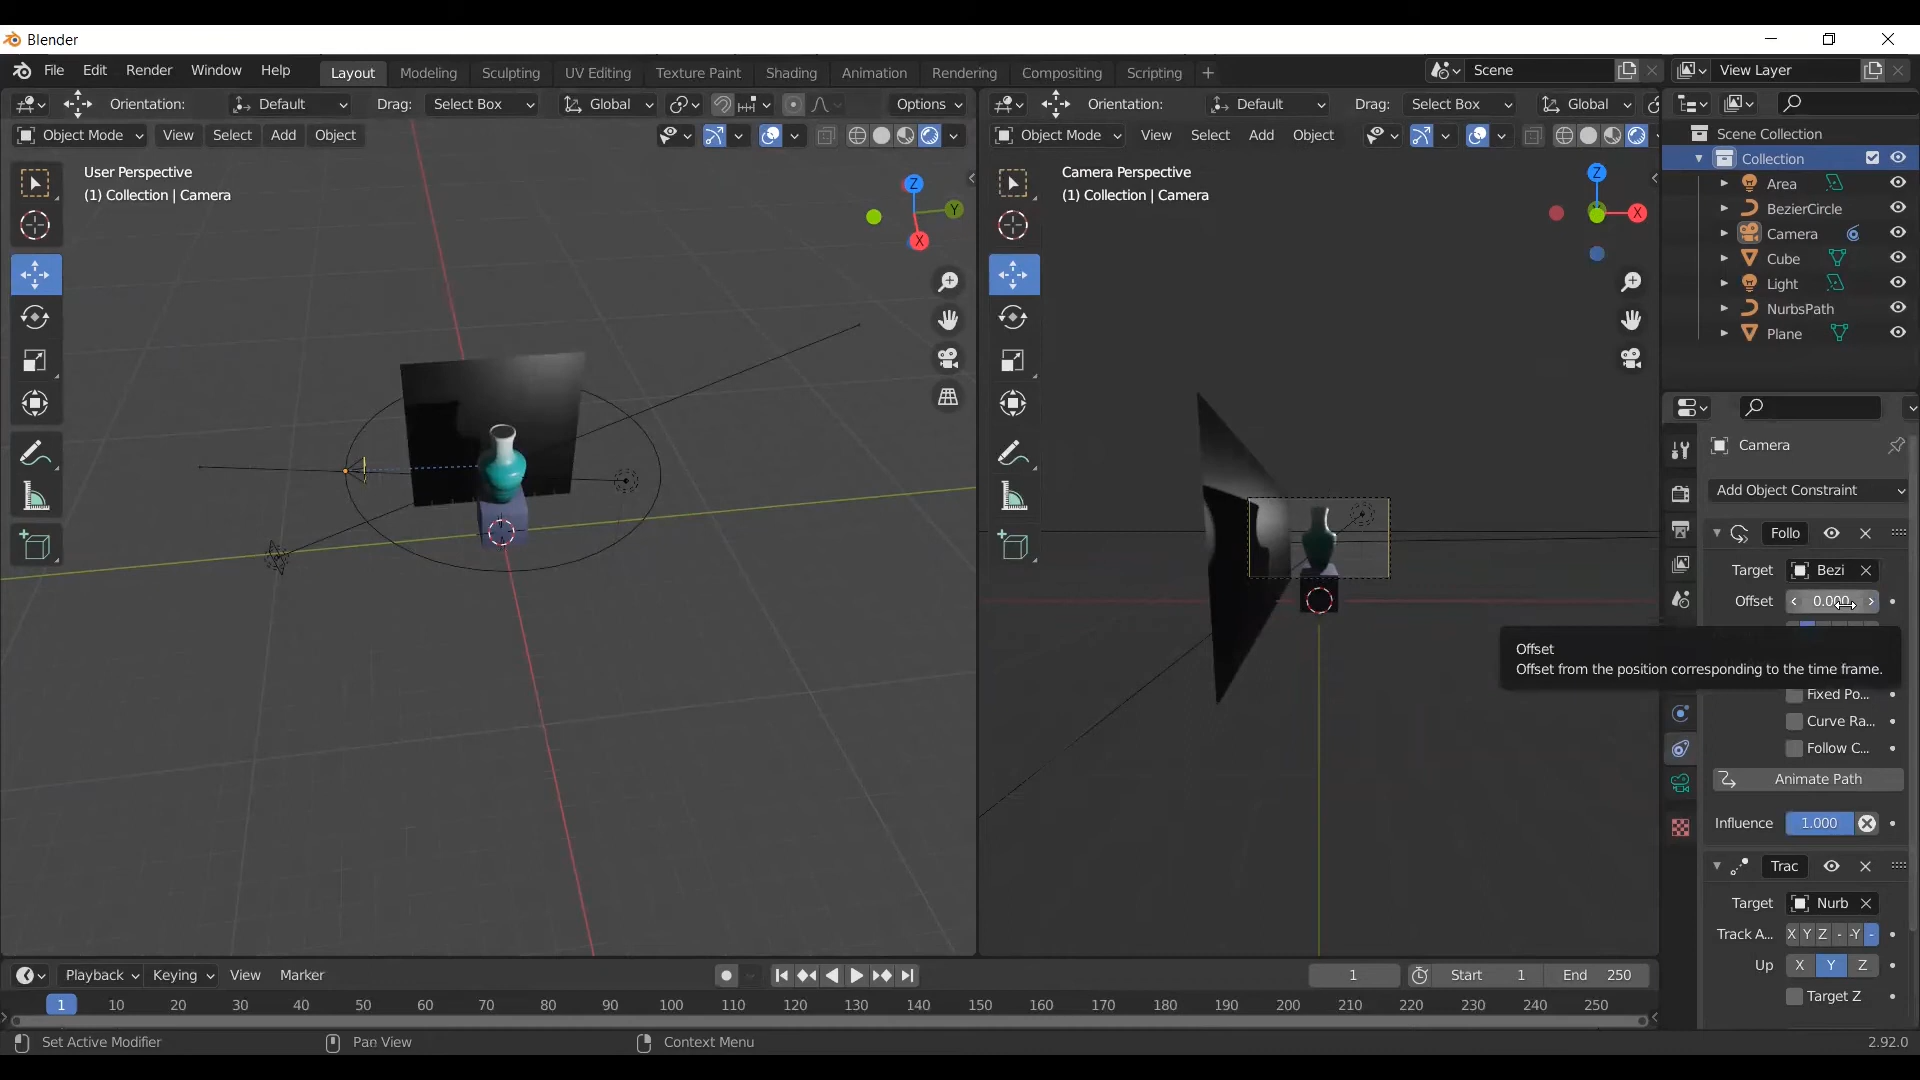 Blender
File Edit Render Window Help Layout Modeling Sculpting UV Editing Texture Paint Shading Animation Rendering Compositing Scripting Scene View Layer
Orientation: Default Drag: Select Box Global Options
Object Mode View Select Add Object
User Perspective
(1) Collection | Camera
Z
Y
X
Orientation: Default Drag: Select Box Global
Object Mode View Select Add Object
Camera Perspective
(1) Collection | Camera
Z
X
Scene Collection
Collection
Area
BezierCircle
Camera
Cube
Light
NurbsPath
Plane
Camera
Add Object Constraint
Follo
Target Bezi
Offset 0.000
Offset
Offset from the position corresponding to the time frame.
Fixed Po...
Curve Ra...
Follow C...
Animate Path
Influence 1.000
Trac
Target Nurb
Track A... X Y Z - -Y -
Up X Y Z
Target Z
Playback Keying View Marker 1 Start 1 End 250
1 10 20 30 40 50 60 70 80 90 100 110 120 130 140 150 160 170 180 190 200 210 220 230 240 250
Set Active Modifier Pan View Context Menu 2.92.0